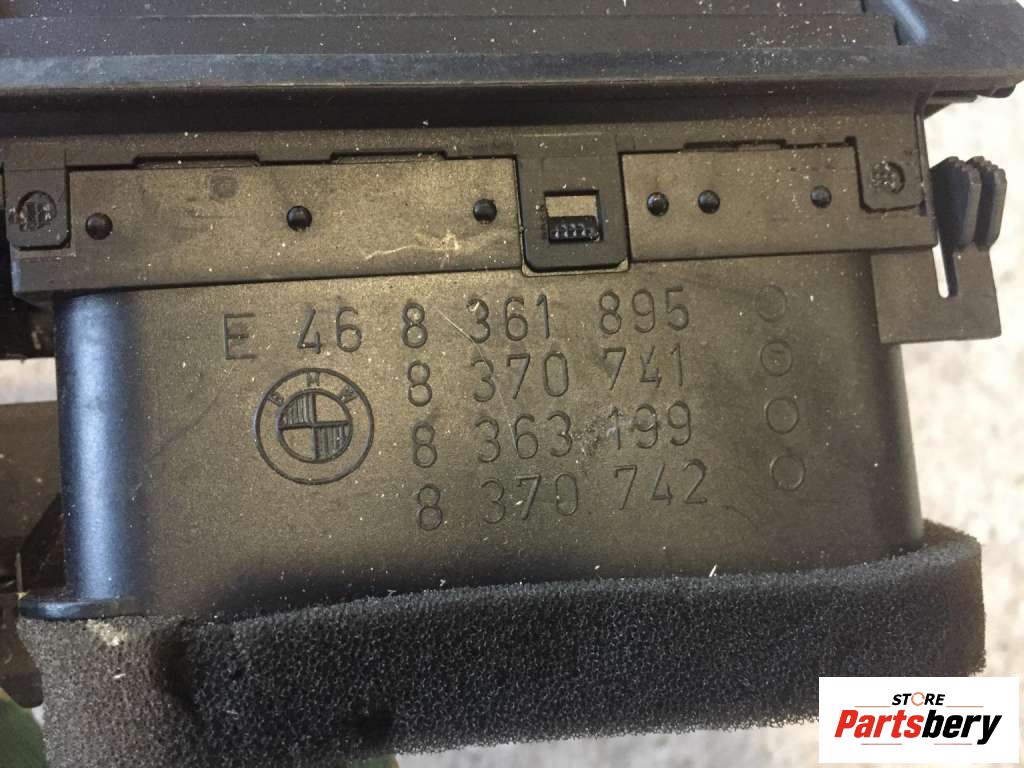 E 46 8 361 895
8 370 741
BMW
8 363 199
8 370 742
STORE
Partsbery